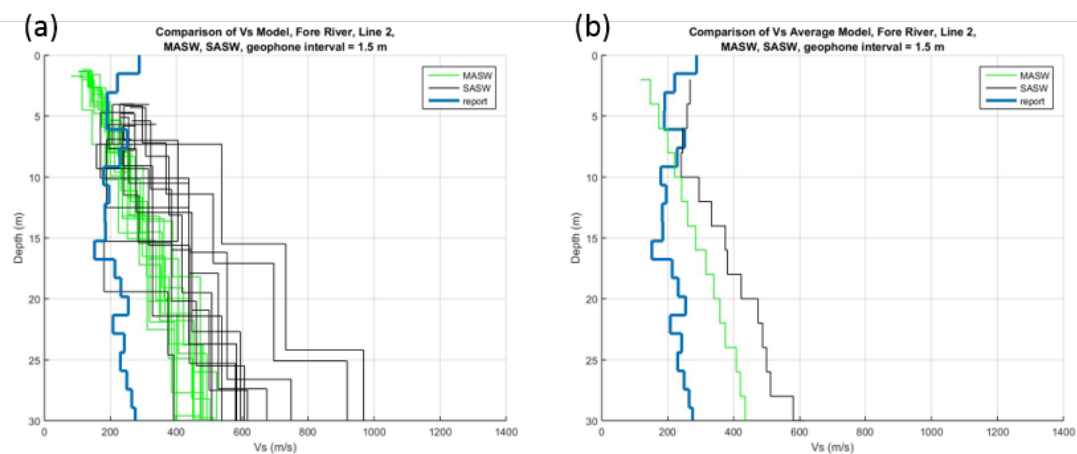 (a)
Comparison of Vs Model, Fore River, Line 2,
MASW, SASW, geophone interval = 1.5 m
MASW
SASW
report
Depth (m)
0
5
10
15
20
25
30
0 200 400 600 800 1000 1200 1400
Vs (m/s)
(b)
Comparison of Vs Average Model, Fore River, Line 2,
MASW, SASW, geophone interval = 1.5 m
MASW
SASW
report
Depth (m)
0
5
10
15
20
25
30
0 200 400 600 800 1000 1200 1400
Vs (m/s)